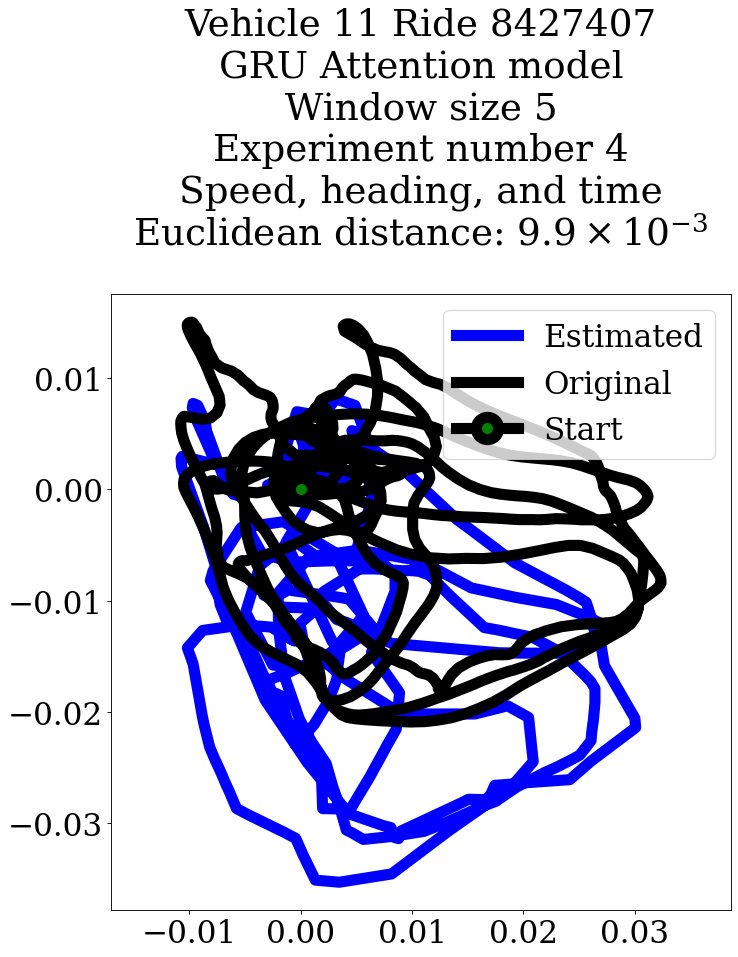 Vehicle 11 Ride 8427407
GRU Attention model
Window size 5
Experiment number 4
Speed, heading, and time
Euclidean distance: 9.9 × 10⁻³
Estimated
Original
Start
0.01
0.00
−0.01
−0.02
−0.03
−0.01 0.00 0.01 0.02 0.03